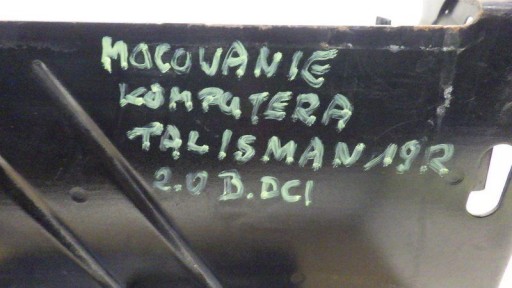 MOCOVANIE
KOMPUTERA
TALISMAN 19R
2.0 B.DCI